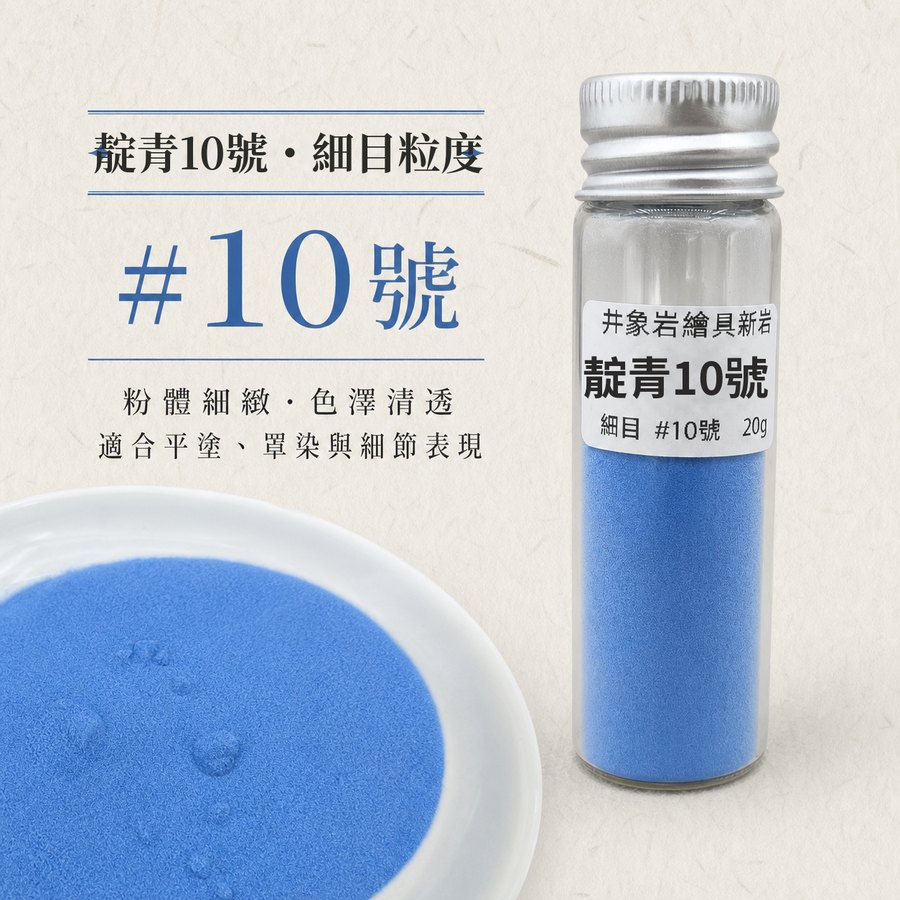 靛青10號・細目粒度
#10號
粉體細緻・色澤清透
適合平塗、罩染與細節表現
井象岩繪具新岩
靛青10號
細目 #10號 20g